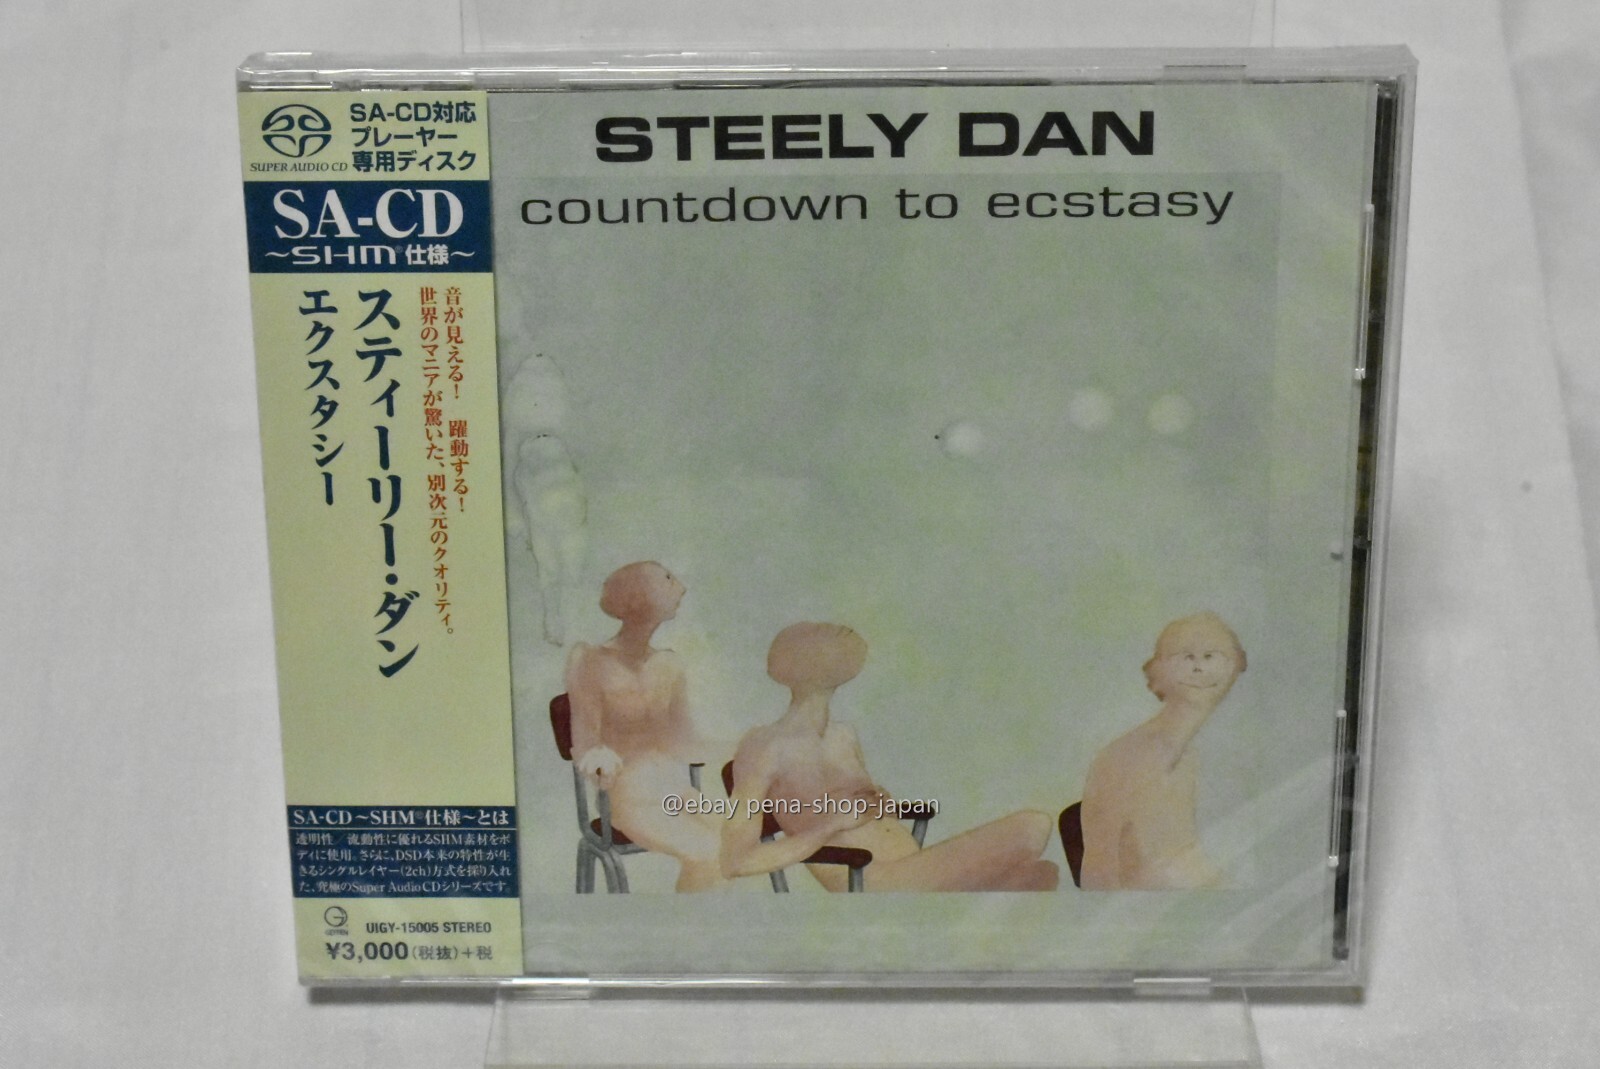 SUPER AUDIO CD
SA-CD対応
プレーヤー
専用ディスク
SA-CD
~SHM®仕様~
音が見える! 躍動する!
世界のマニアが驚いた、別次元のクオリティ。
スティーリー・ダン
エクスタシー
SA-CD~SHM®仕様~とは
透明性/流動性に優れるSHM素材をボ
ディに使用。さらに、DSD本来の特性が生
きるシングルレイヤー(2ch)方式を採り入れ
た、究極のSuper Audio CDシリーズです。
GEFFEN
UIGY-15005 STEREO
¥3,000(税抜)+税
STEELY DAN
countdown to ecstasy
@ebay pena-shop-japan